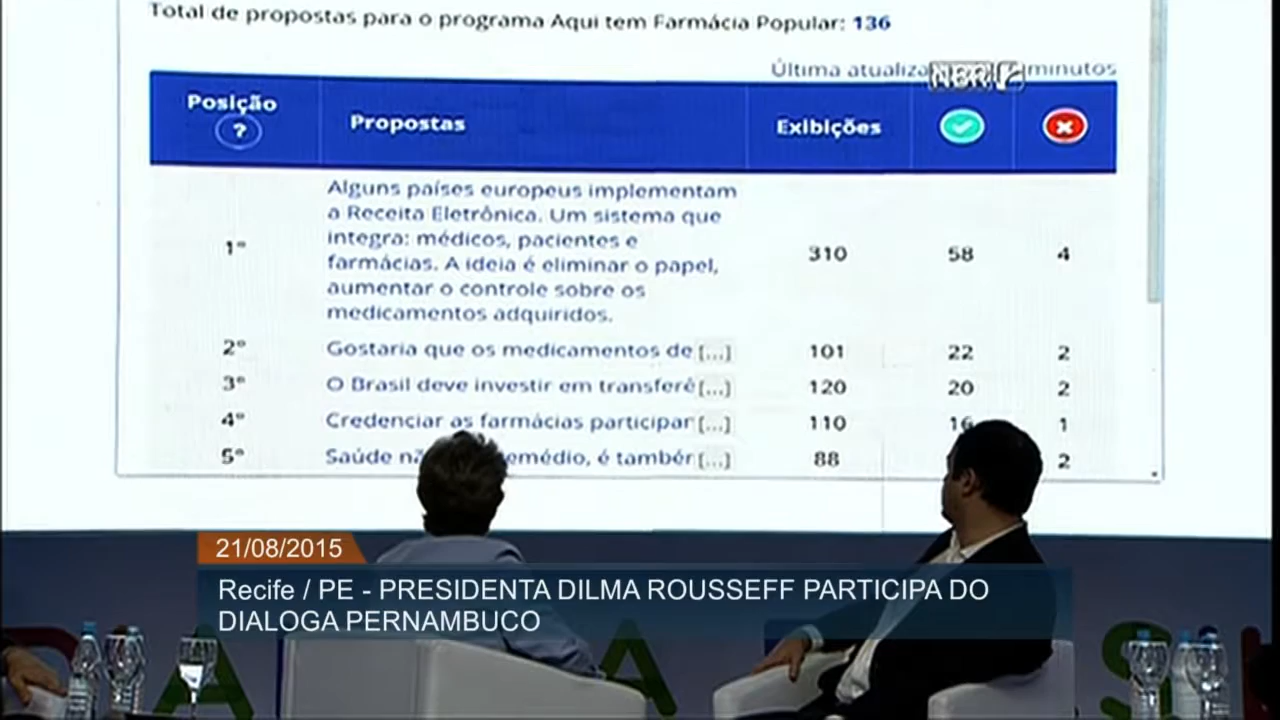 Total de propostas para o programa Aqui tem Farmácia Popular: 136
Última atualiza minutos
NBR
Posição
?
Propostas
Exibições
Alguns países europeus implementam
a Receita Eletrônica. Um sistema que
integra: médicos, pacientes e
farmácias. A ideia é eliminar o papel,
aumentar o controle sobre os
medicamentos adquiridos.
1º 310 58 4
2º Gostaria que os medicamentos de [...] 101 22 2
3º O Brasil deve investir em transferê [...] 120 20 2
4º Credenciar as farmácias participar [...] 110 16 1
5º Saúde emédio, é també [...] 88 2
21/08/2015
Recife / PE - PRESIDENTA DILMA ROUSSEFF PARTICIPA DO
DIALOGA PERNAMBUCO